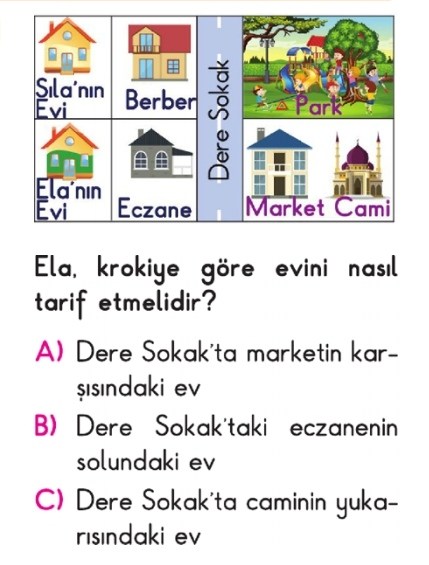 Sıla'nın
Evi
Berber
Dere Sokak
Park
Ela'nın
Evi
Eczane
Market Cami
Ela, krokiye göre evini nasıl
tarif etmelidir?
A) Dere Sokak'ta marketin kar-
şısındaki ev
B) Dere Sokak'taki eczanenin
solundaki ev
C) Dere Sokak'ta caminin yuka-
rısındaki ev